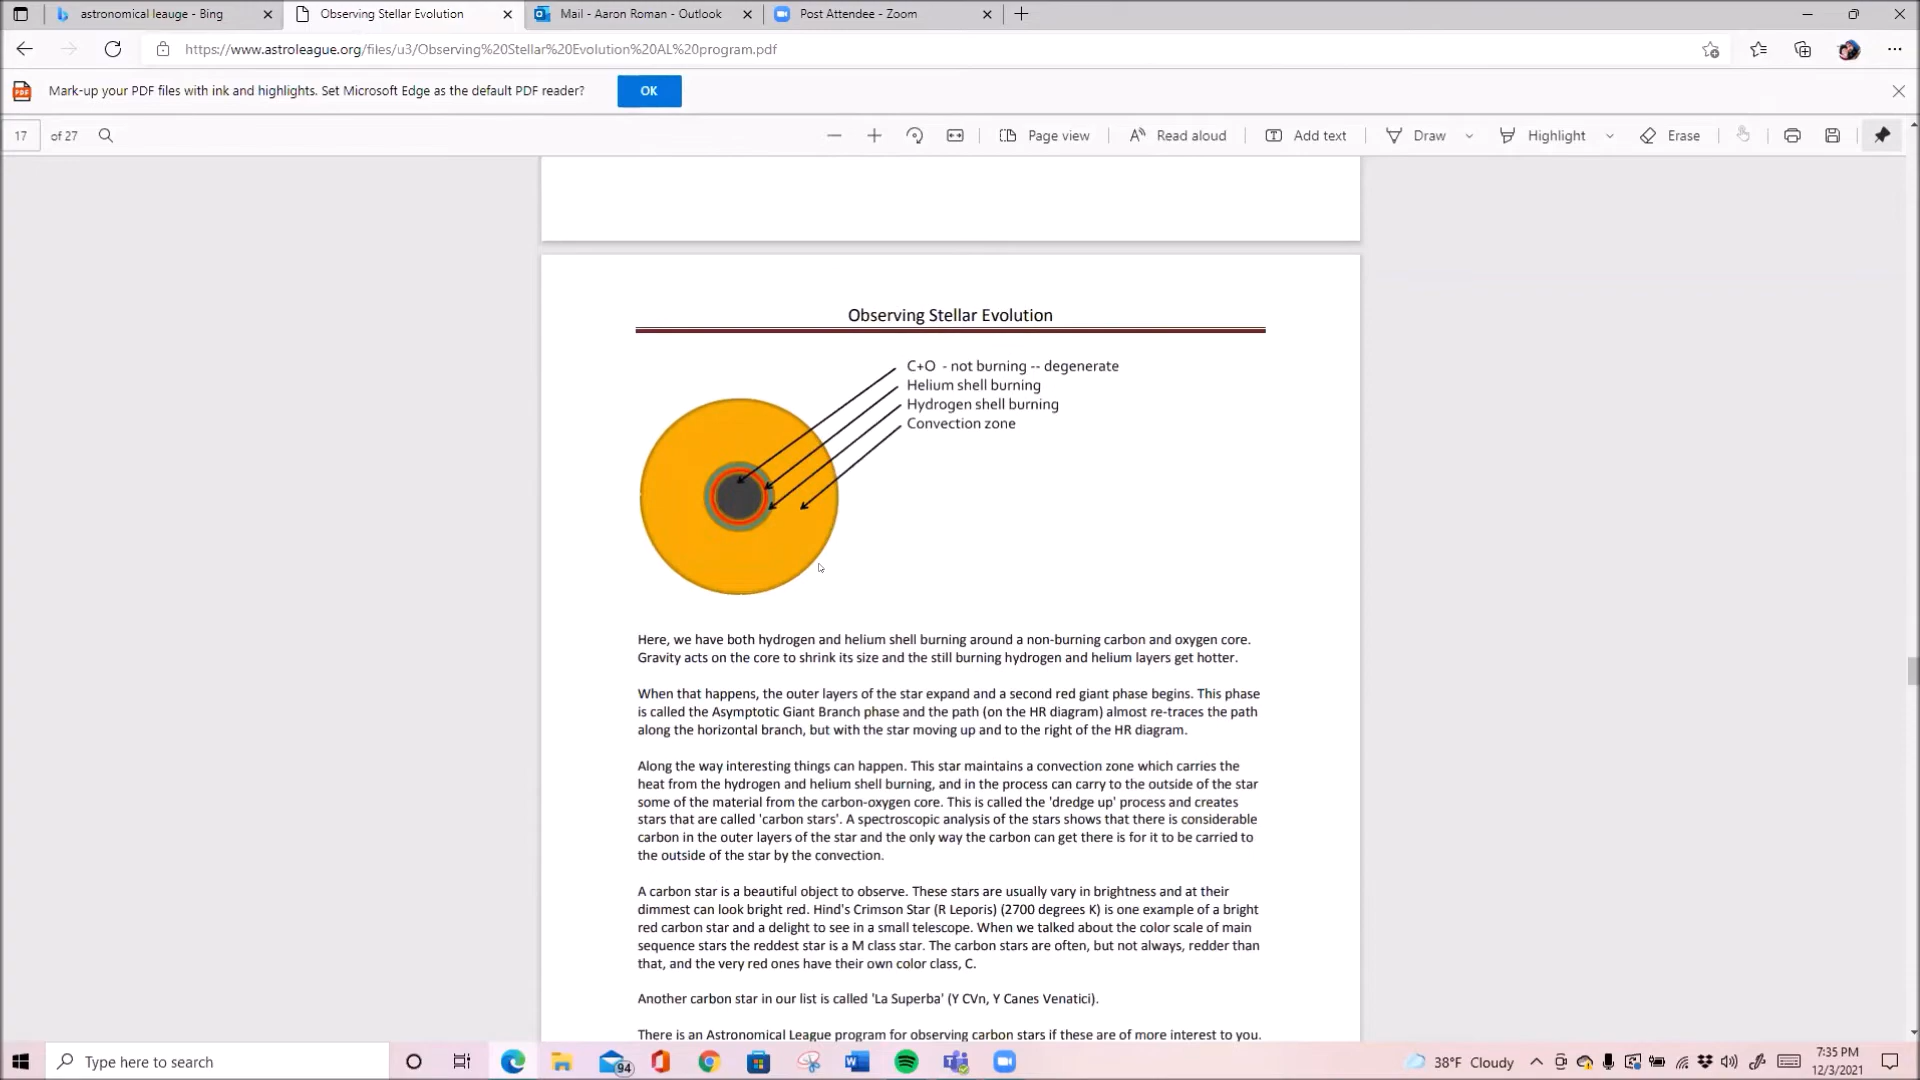 astronomical leauge - Bing
Observing Stellar Evolution
Mail - Aaron Roman - Outlook
Post Attendee - Zoom
https://www.astroleague.org/files/u3/Observing%20Stellar%20Evolution%20AL%20program.pdf
PDF
Mark-up your PDF files with ink and highlights. Set Microsoft Edge as the default PDF reader?
OK
17 of 27
Page view
Read aloud
Add text
Draw
Highlight
Erase
Observing Stellar Evolution
C+O - not burning -- degenerate
Helium shell burning
Hydrogen shell burning
Convection zone
Here, we have both hydrogen and helium shell burning around a non-burning carbon and oxygen core.
Gravity acts on the core to shrink its size and the still burning hydrogen and helium layers get hotter.
When that happens, the outer layers of the star expand and a second red giant phase begins. This phase
is called the Asymptotic Giant Branch phase and the path (on the HR diagram) almost re-traces the path
along the horizontal branch, but with the star moving up and to the right of the HR diagram.
Along the way interesting things can happen. This star maintains a convection zone which carries the
heat from the hydrogen and helium shell burning, and in the process can carry to the outside of the star
some of the material from the carbon-oxygen core. This is called the 'dredge up' process and creates
stars that are called 'carbon stars'. A spectroscopic analysis of the stars shows that there is considerable
carbon in the outer layers of the star and the only way the carbon can get there is for it to be carried to
the outside of the star by the convection.
A carbon star is a beautiful object to observe. These stars are usually vary in brightness and at their
dimmest can look bright red. Hind's Crimson Star (R Leporis) (2700 degrees K) is one example of a bright
red carbon star and a delight to see in a small telescope. When we talked about the color scale of main
sequence stars the reddest star is a M class star. The carbon stars are often, but not always, redder than
that, and the very red ones have their own color class, C.
Another carbon star in our list is called 'La Superba' (Y CVn, Y Canes Venatici).
There is an Astronomical League program for observing carbon stars if these are of more interest to you.
Type here to search
94
38°F Cloudy
7:35 PM
12/3/2021